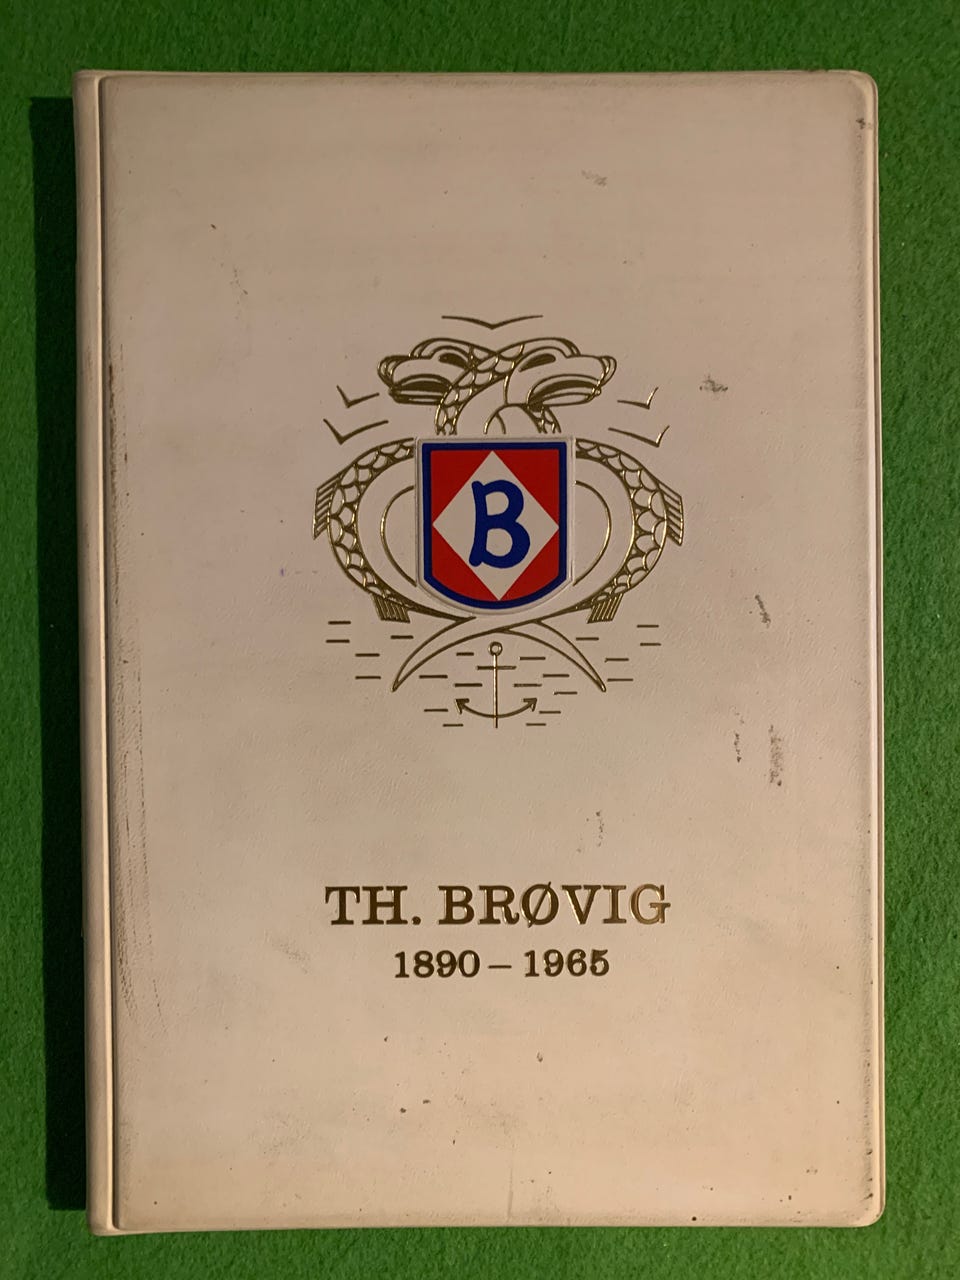 B
TH. BRØVIG
1890 – 1965